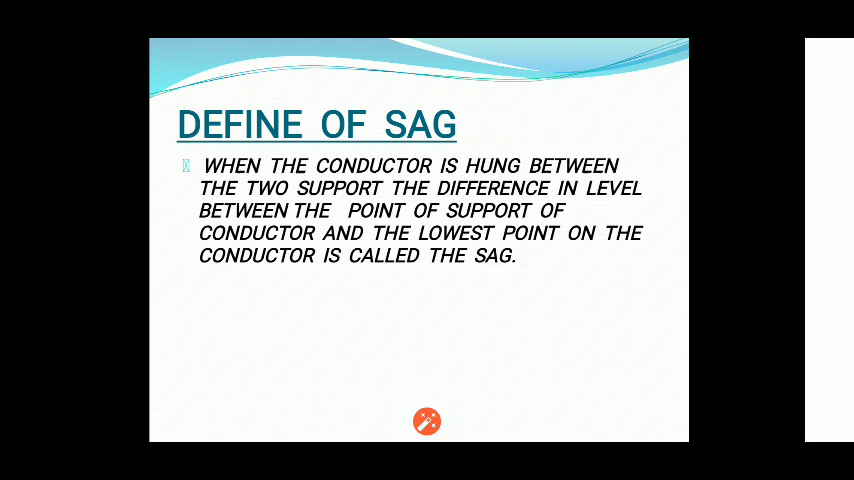 DEFINE OF SAG
WHEN THE CONDUCTOR IS HUNG BETWEEN
THE TWO SUPPORT THE DIFFERENCE IN LEVEL
BETWEEN THE POINT OF SUPPORT OF
CONDUCTOR AND THE LOWEST POINT ON THE
CONDUCTOR IS CALLED THE SAG.